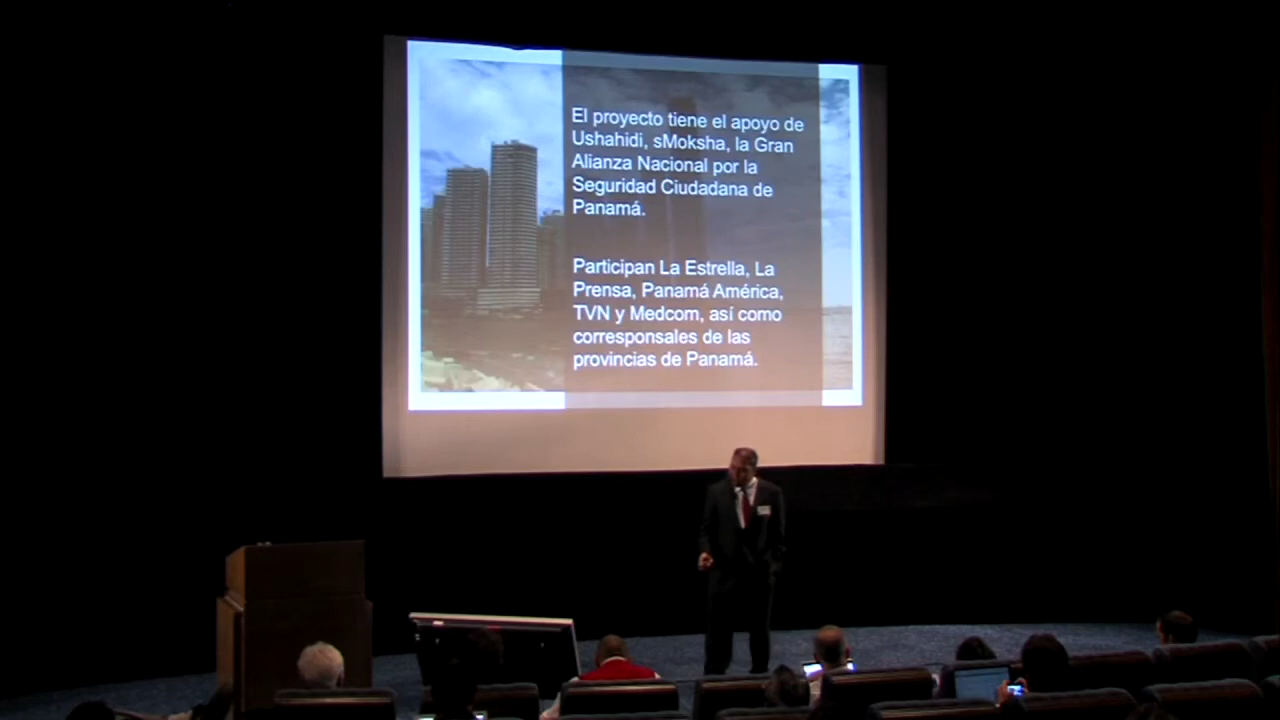 El proyecto tiene el apoyo de
Ushahidi, sMoksha, la Gran
Alianza Nacional por la
Seguridad Ciudadana de
Panamá.
Participan La Estrella, La
Prensa, Panamá América,
TVN y Medcom, así como
corresponsales de las
provincias de Panamá.